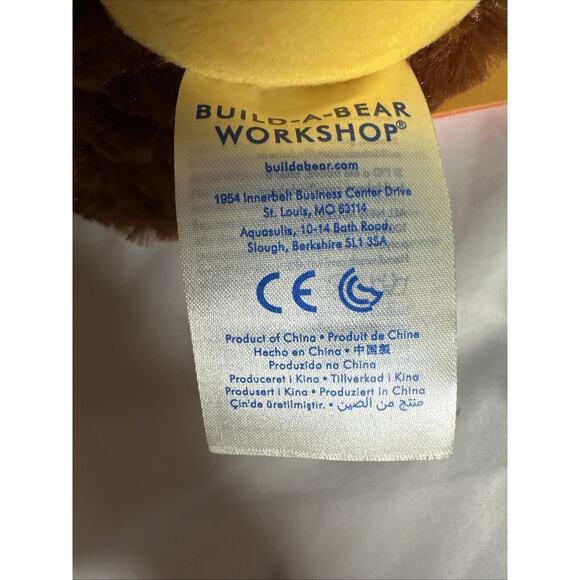 BUILD-A-BEAR
WORKSHOP®
buildabear.com
1954 Innerbelt Business Center Drive
St. Louis, MO 63114
Aquasulis, 10-14 Bath Road,
Slough, Berkshire SL1 3SA
CE
Product of China • Produit de Chine
Hecho en China • 中国製
Produzido na China
Produceret i Kina • Tillverkad i Kina
Produsert i Kina • Produziert in China
Çin'de üretilmiştir. • منتج من الصين